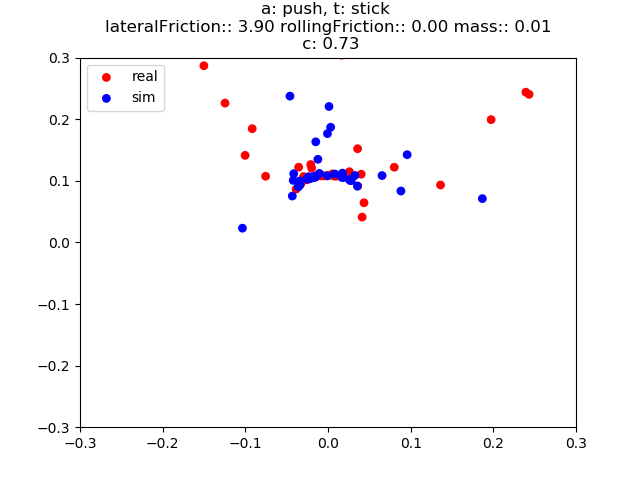 a: push, t: stick
lateralFriction:: 3.90 rollingFriction:: 0.00 mass:: 0.01
c: 0.73
real
sim
0.3
0.2
0.1
0.0
−0.1
−0.2
−0.3
−0.3 −0.2 −0.1 0.0 0.1 0.2 0.3